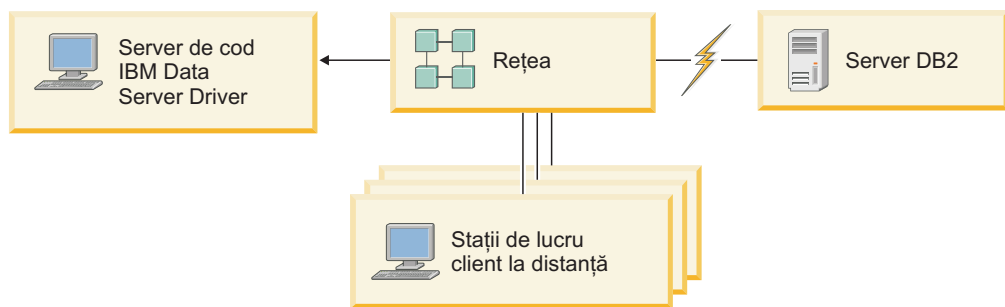 Server de cod
IBM Data
Server Driver
Rețea
Server DB2
Stații de lucru
client la distanță